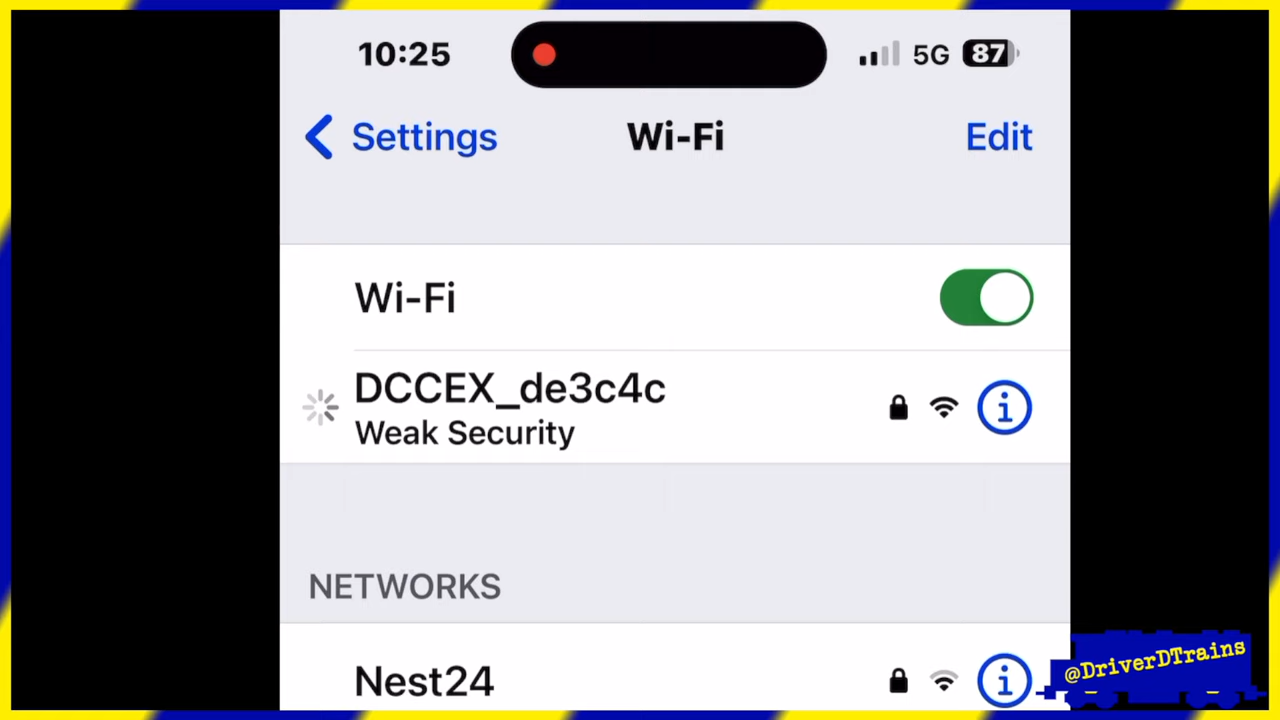 10:25
5G
87
Settings
Wi-Fi
Edit
Wi-Fi
DCCEX_de3c4c
Weak Security
NETWORKS
Nest24
@DriverDTrains